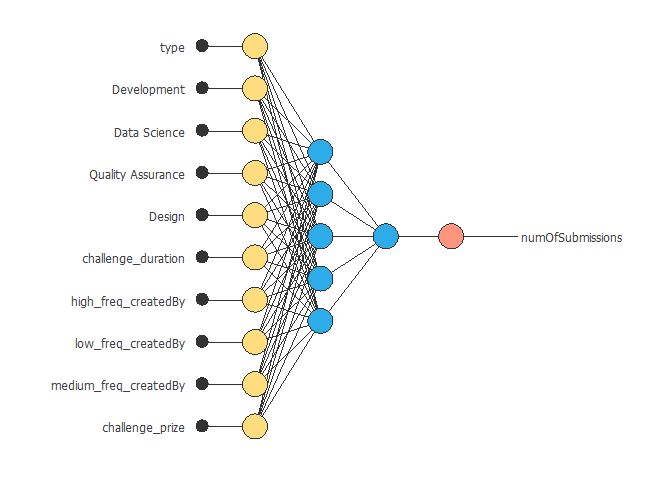 type
Development
Data Science
Quality Assurance
Design
challenge_duration
numOfSubmissions
high_freq_createdBy
low_freq_createdBy
medium_freq_createdBy
challenge_prize